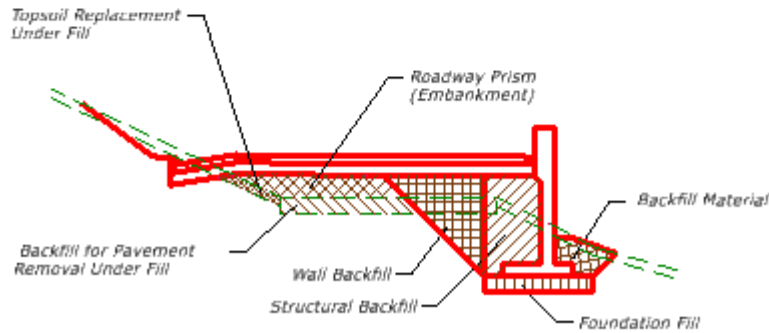 Topsoil Replacement
Under Fill
Roadway Prism
(Embankment)
Backfill Material
Backfill for Pavement
Removal Under Fill
Wall Backfill
Structural Backfill
Foundation Fill